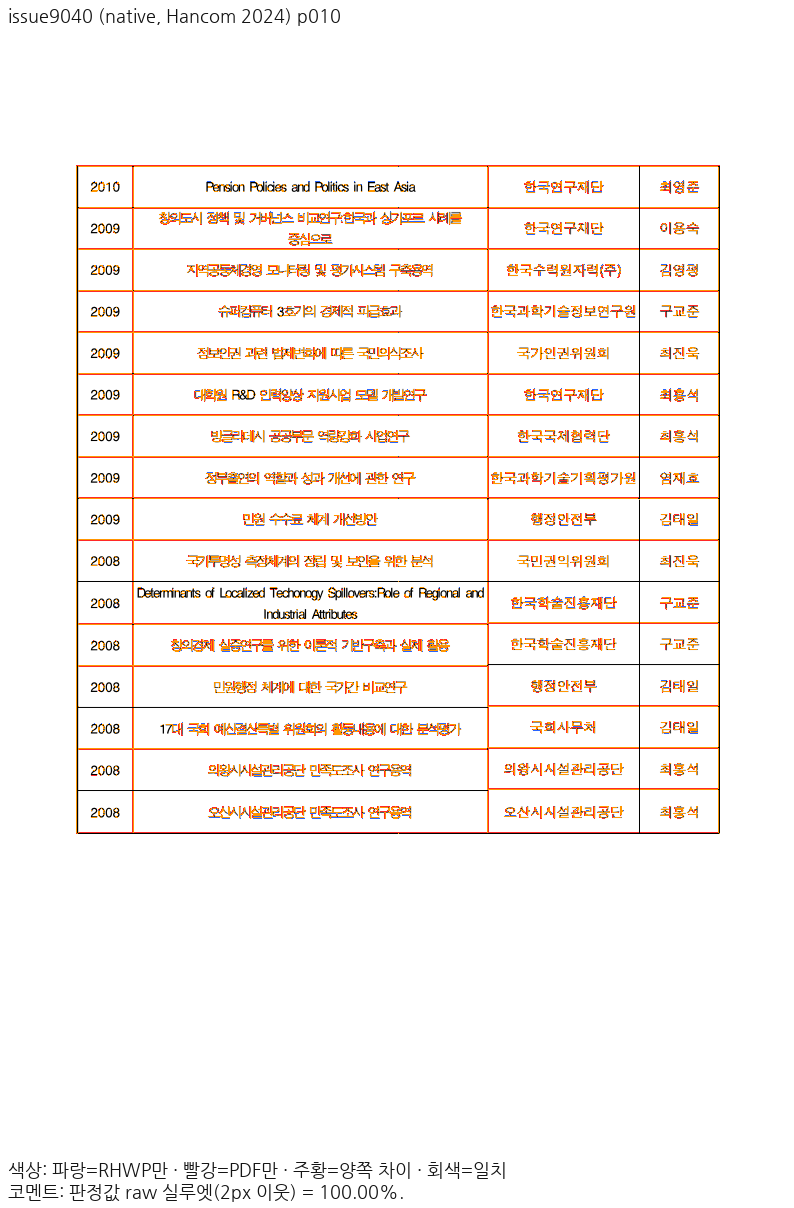 issue9040 (native, Hancom 2024) p010
2010 Pension Policies and Politics in East Asia 한국연구재단 최영준
2009 창의도시 정책 및 거버넌스 비교연구:한국과 싱가포르 사례를 중심으로 한국연구재단 이용숙
2009 지역공동체경영 모니터링 및 평가시스템 구축용역 한국수력원자력(주) 김영평
2009 슈퍼컴퓨터 3호기의 경제적 파급효과 한국과학기술정보연구원 구교준
2009 정보인권 관련 법제변화에 따른 국민의식조사 국가인권위원회 최진욱
2009 대학원 R&D 인력양상 지원사업 모델 개발연구 한국연구재단 최흥석
2009 방글라데시 공공부문 역량강화 사업연구 한국국제협력단 최흥석
2009 정부출연의 역할과 성과 개선에 관한 연구 한국과학기술기획평가원 염재호
2009 민원 수수료 체계 개선방안 행정안전부 김태일
2008 국가투명성 측정체계의 정립 및 보안을 위한 분석 국민권익위원회 최진욱
2008 Determinants of Localized Techonogy Spillovers:Role of Regional and Industrial Attributes 한국학술진흥재단 구교준
2008 창의경제 실증연구를 위한 이론적 기반구축과 실제 활용 한국학술진흥재단 구교준
2008 민원행정 체계에 대한 국가간 비교연구 행정안전부 김태일
2008 17대 국회 예산결산특별 위원회의 활동내용에 대한 분석평가 국회사무처 김태일
2008 의왕시시설관리공단 만족도조사 연구용역 의왕시시설관리공단 최흥석
2008 오산시시설관리공단 만족도조사 연구용역 오산시시설관리공단 최흥석
색상: 파랑=RHWP만 · 빨강=PDF만 · 주황=양쪽 차이 · 회색=일치
코멘트: 판정값 raw 실루엣(2px 이웃) = 100.00%.